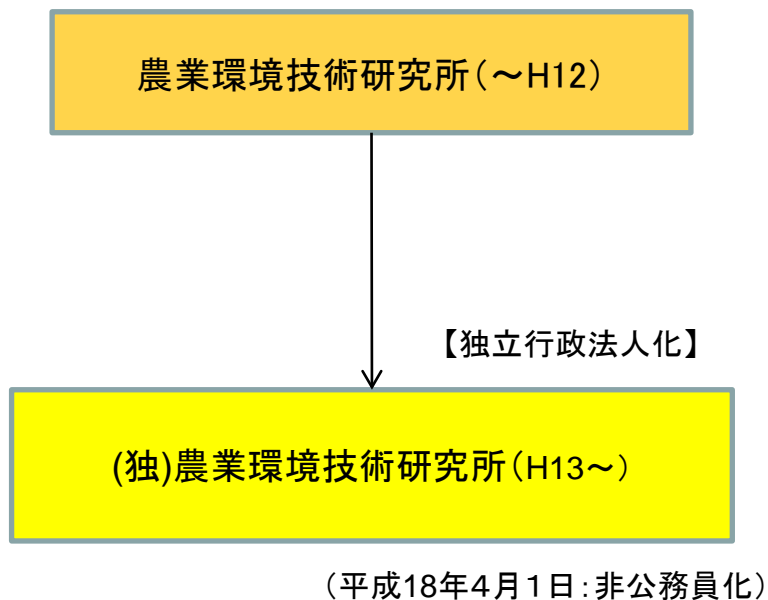 農業環境技術研究所(～H12)
【独立行政法人化】
(独)農業環境技術研究所(H13～)
(平成18年4月1日:非公務員化)